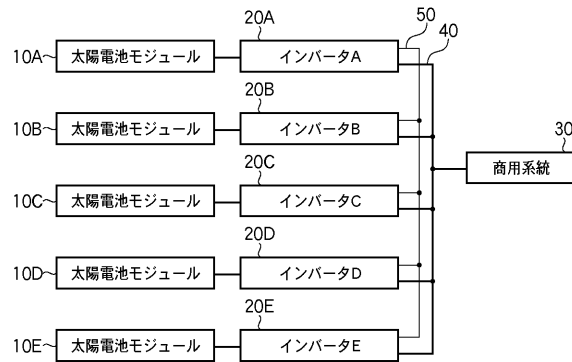 50
40
20A
10A 太陽電池モジュール インバータA
20B
10B 太陽電池モジュール インバータB
30
20C
商用系統
10C 太陽電池モジュール インバータC
20D
10D 太陽電池モジュール インバータD
20E
10E 太陽電池モジュール インバータE